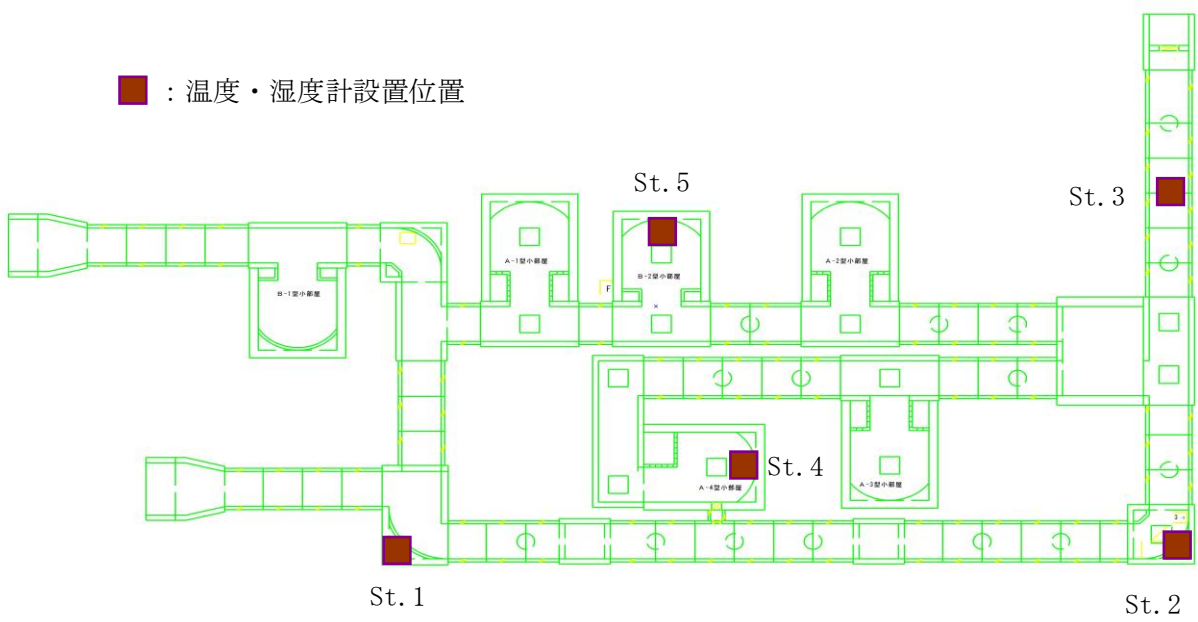 ：温度・湿度計設置位置
St.5
St.3
A-1型小部屋
B-2型小部屋
A-2型小部屋
F
B-1型小部屋
St.4
A-4型小部屋
A-3型小部屋
3
St.1
St.2